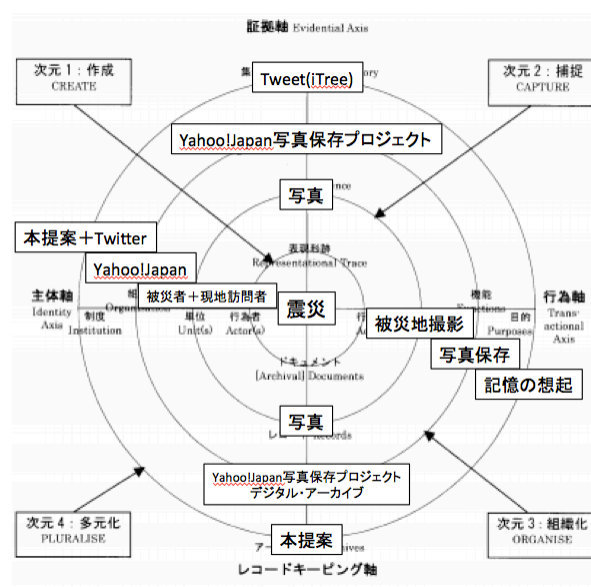 証拠軸 Evidential Axis
次元1：作成
CREATE
次元2：捕捉
CAPTURE
Tweet(iTree)
Yahoo!Japan写真保存プロジェクト
写真
本提案＋Twitter
表現形跡
Representational Trace
Yahoo!Japan
主体軸
Identity
Axis
制度
Institution
被災者＋現地訪問者
単位
Unit(s)
行為者
Actor(s)
震災
機能
被災地撮影
目的
Purposes
行為軸
Trans-
actional
Axis
写真保存
記憶の想起
ドキュメント
[Archival] Documents
写真
Yahoo!Japan写真保存プロジェクト
デジタル・アーカイブ
次元4：多元化
PLURALISE
次元3：組織化
ORGANISE
本提案
レコードキーピング軸